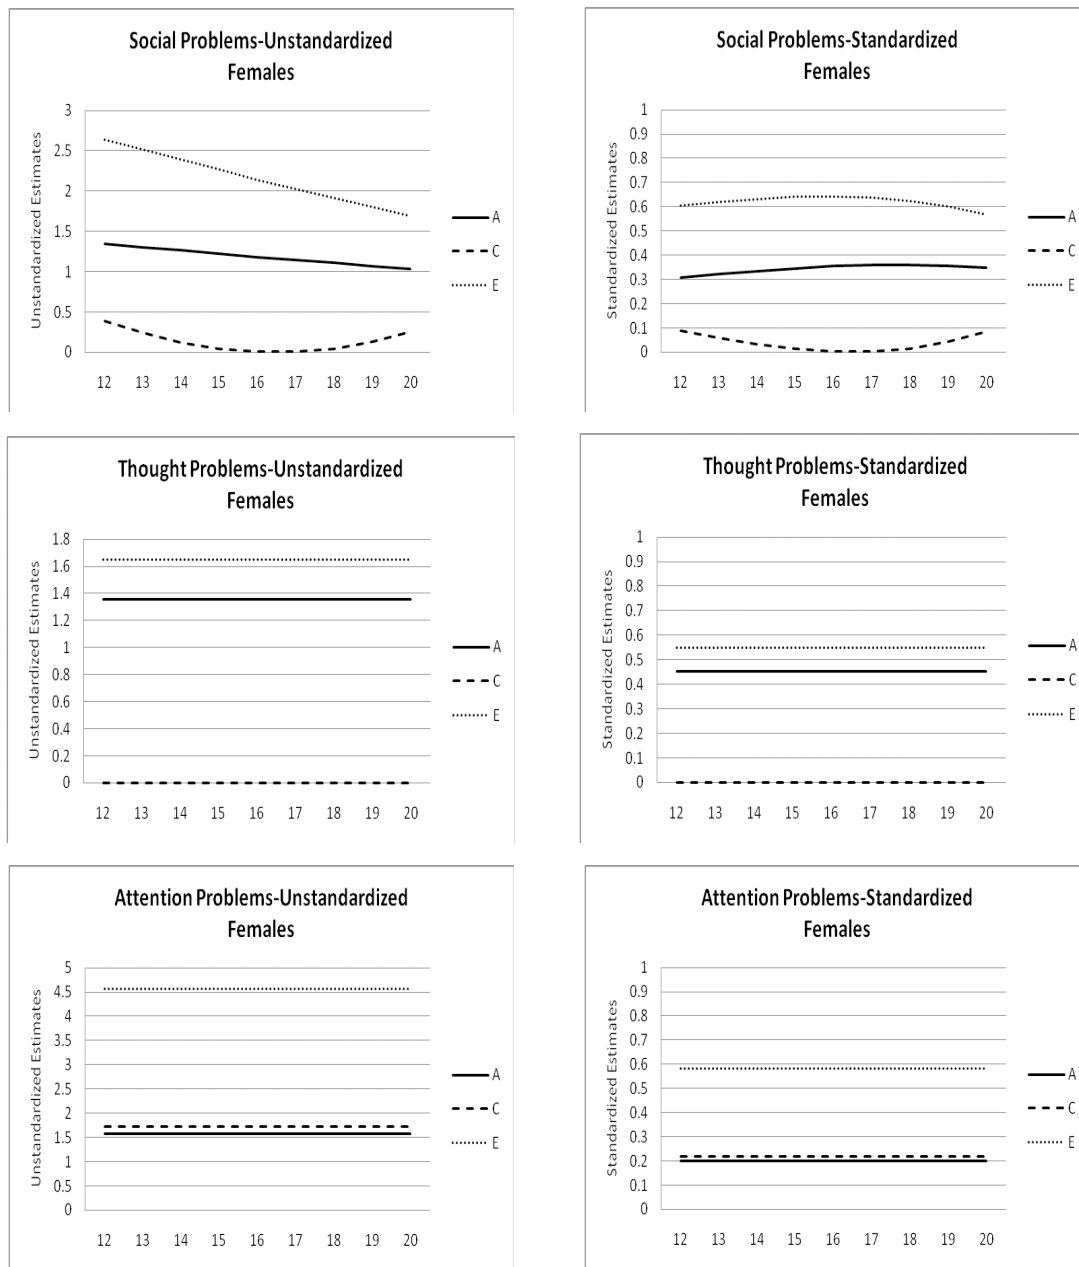 Social Problems-Unstandardized
Females
Unstandardized Estimates
3
2.5
2
1.5
1
0.5
0
12 13 14 15 16 17 18 19 20
A
C
E
Social Problems-Standardized
Females
Standardized Estimates
1
0.9
0.8
0.7
0.6
0.5
0.4
0.3
0.2
0.1
0
12 13 14 15 16 17 18 19 20
A
C
E
Thought Problems-Unstandardized
Females
Unstandardized Estimates
1.8
1.6
1.4
1.2
1
0.8
0.6
0.4
0.2
0
12 13 14 15 16 17 18 19 20
A
C
E
Thought Problems-Standardized
Females
Standardized Estimates
1
0.9
0.8
0.7
0.6
0.5
0.4
0.3
0.2
0.1
0
12 13 14 15 16 17 18 19 20
A
C
E
Attention Problems-Unstandardized
Females
Unstandardized Estimates
5
4.5
4
3.5
3
2.5
2
1.5
1
0.5
0
12 13 14 15 16 17 18 19 20
A
C
E
Attention Problems-Standardized
Females
Standardized Estimates
1
0.9
0.8
0.7
0.6
0.5
0.4
0.3
0.2
0.1
0
12 13 14 15 16 17 18 19 20
A
C
E